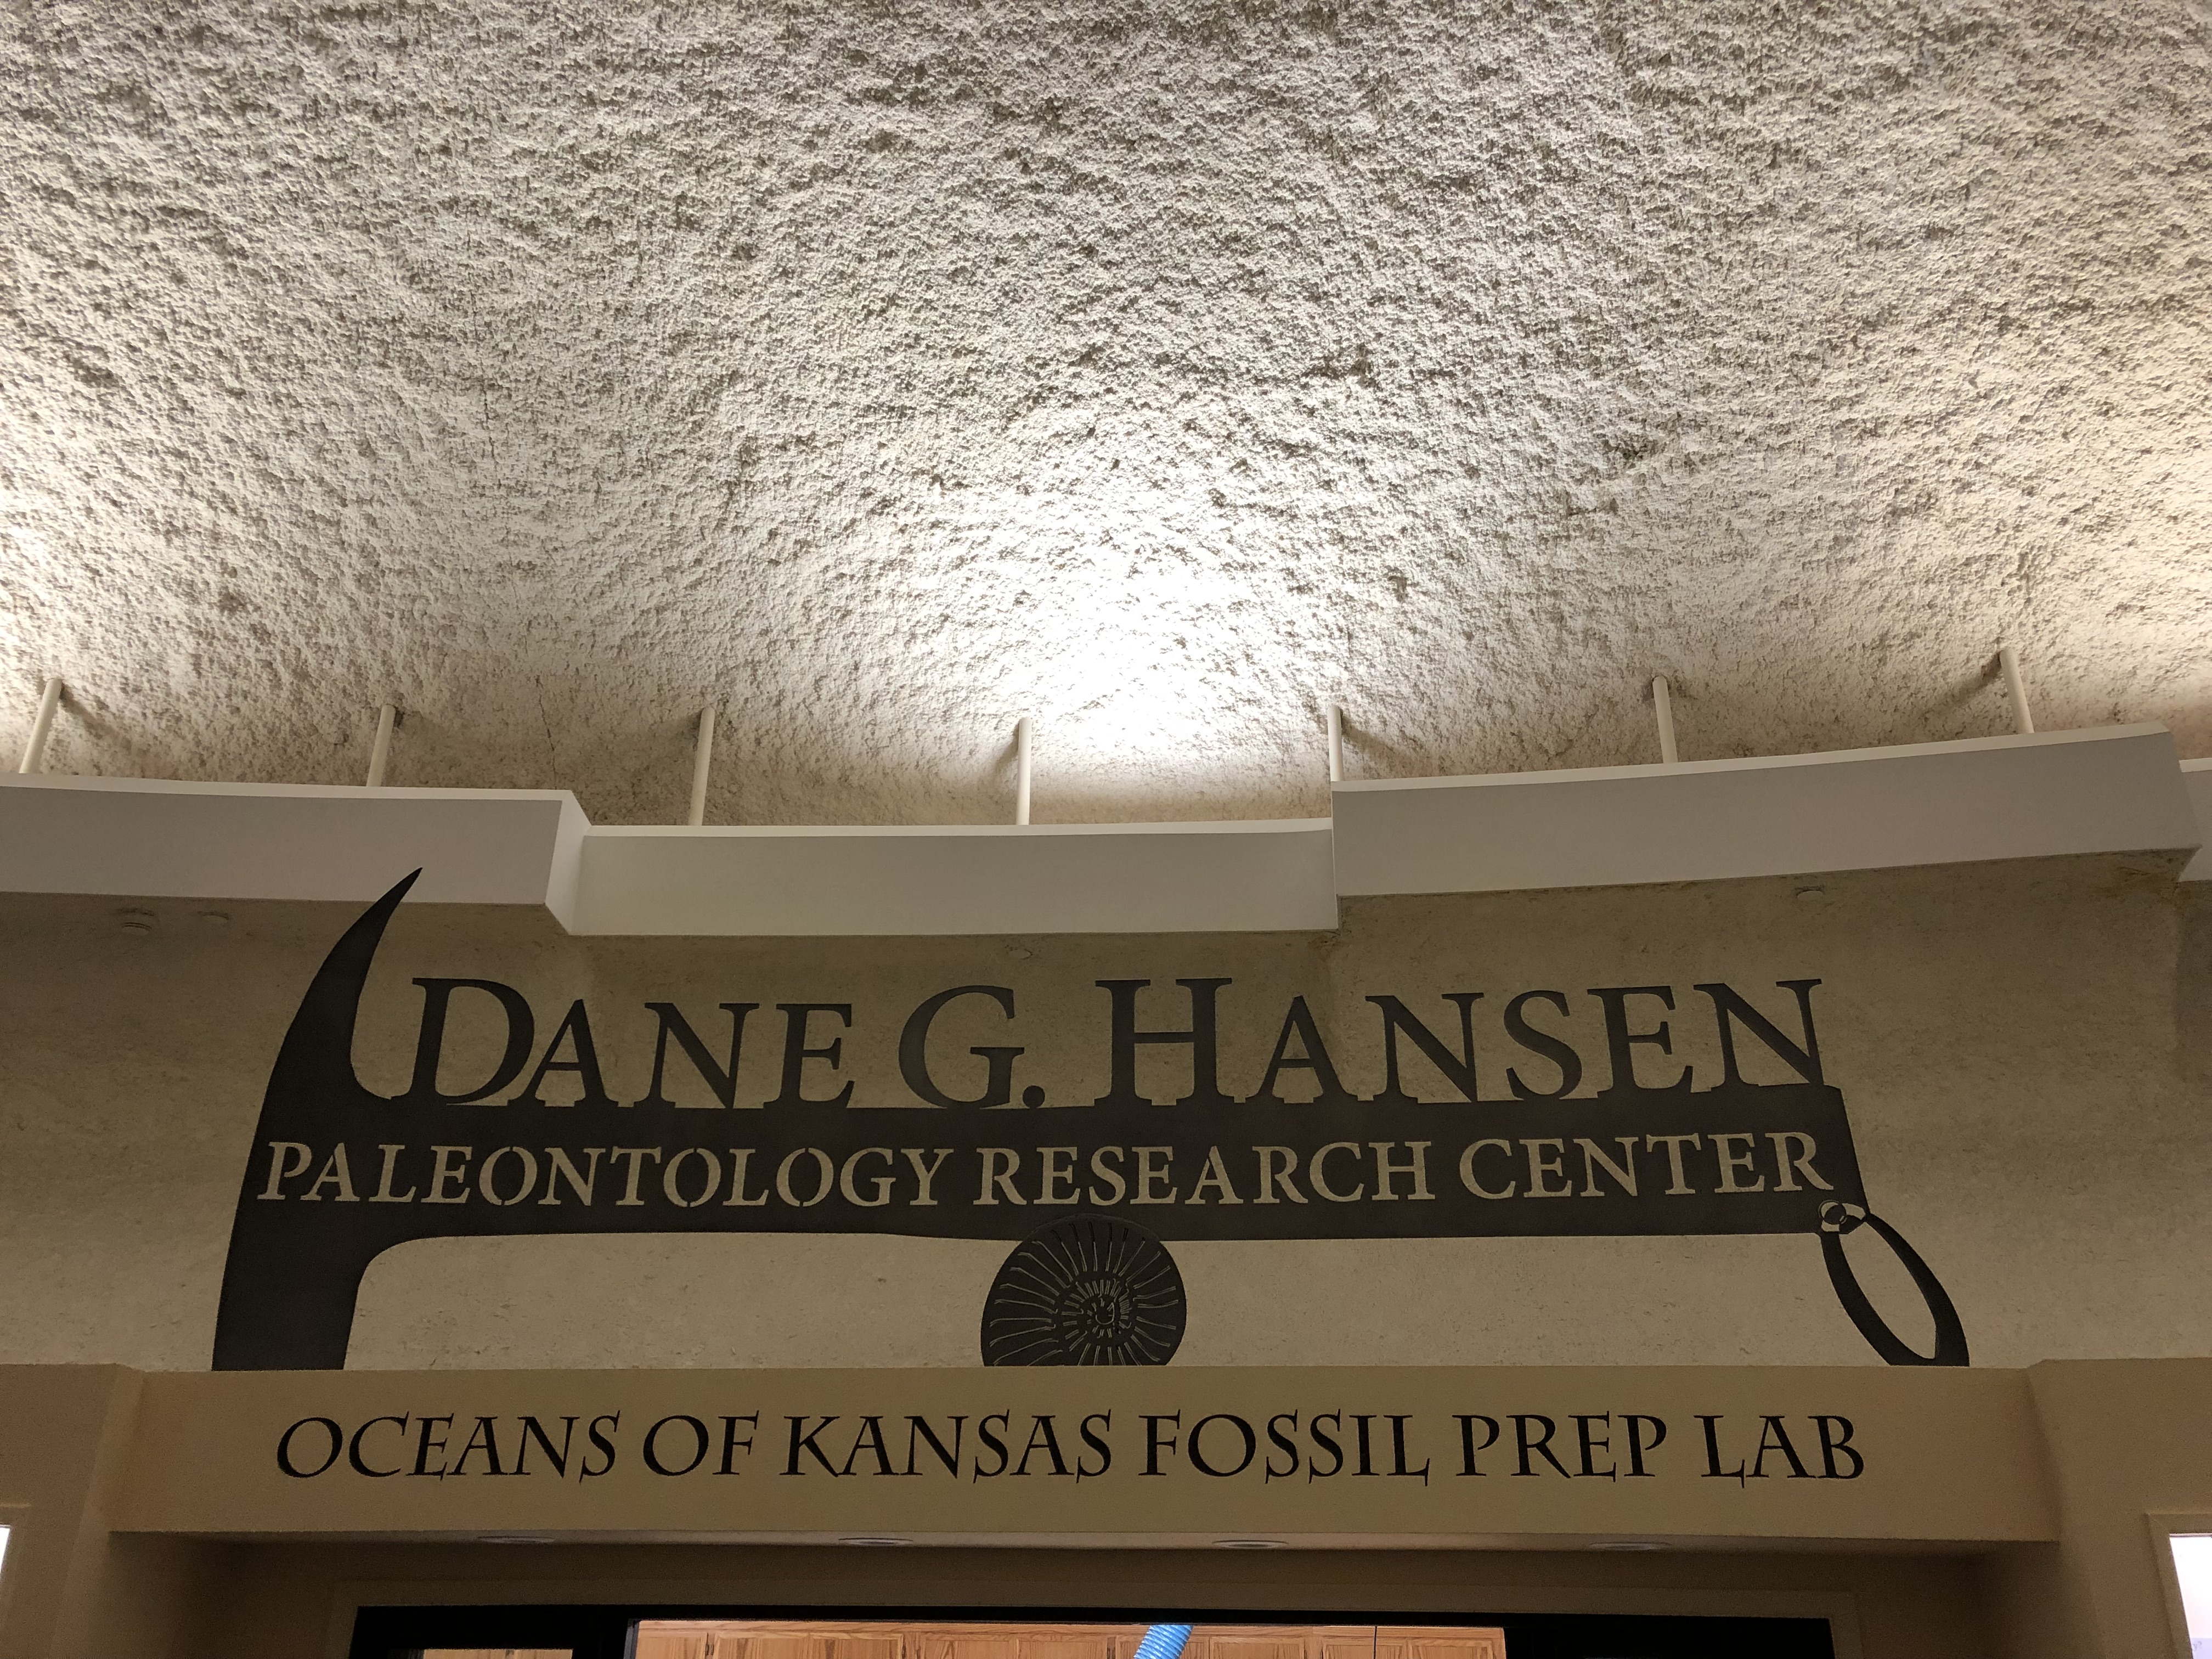 DANE G. HANSEN
PALEONTOLOGY RESEARCH CENTER
OCEANS OF KANSAS FOSSIL PREP LAB